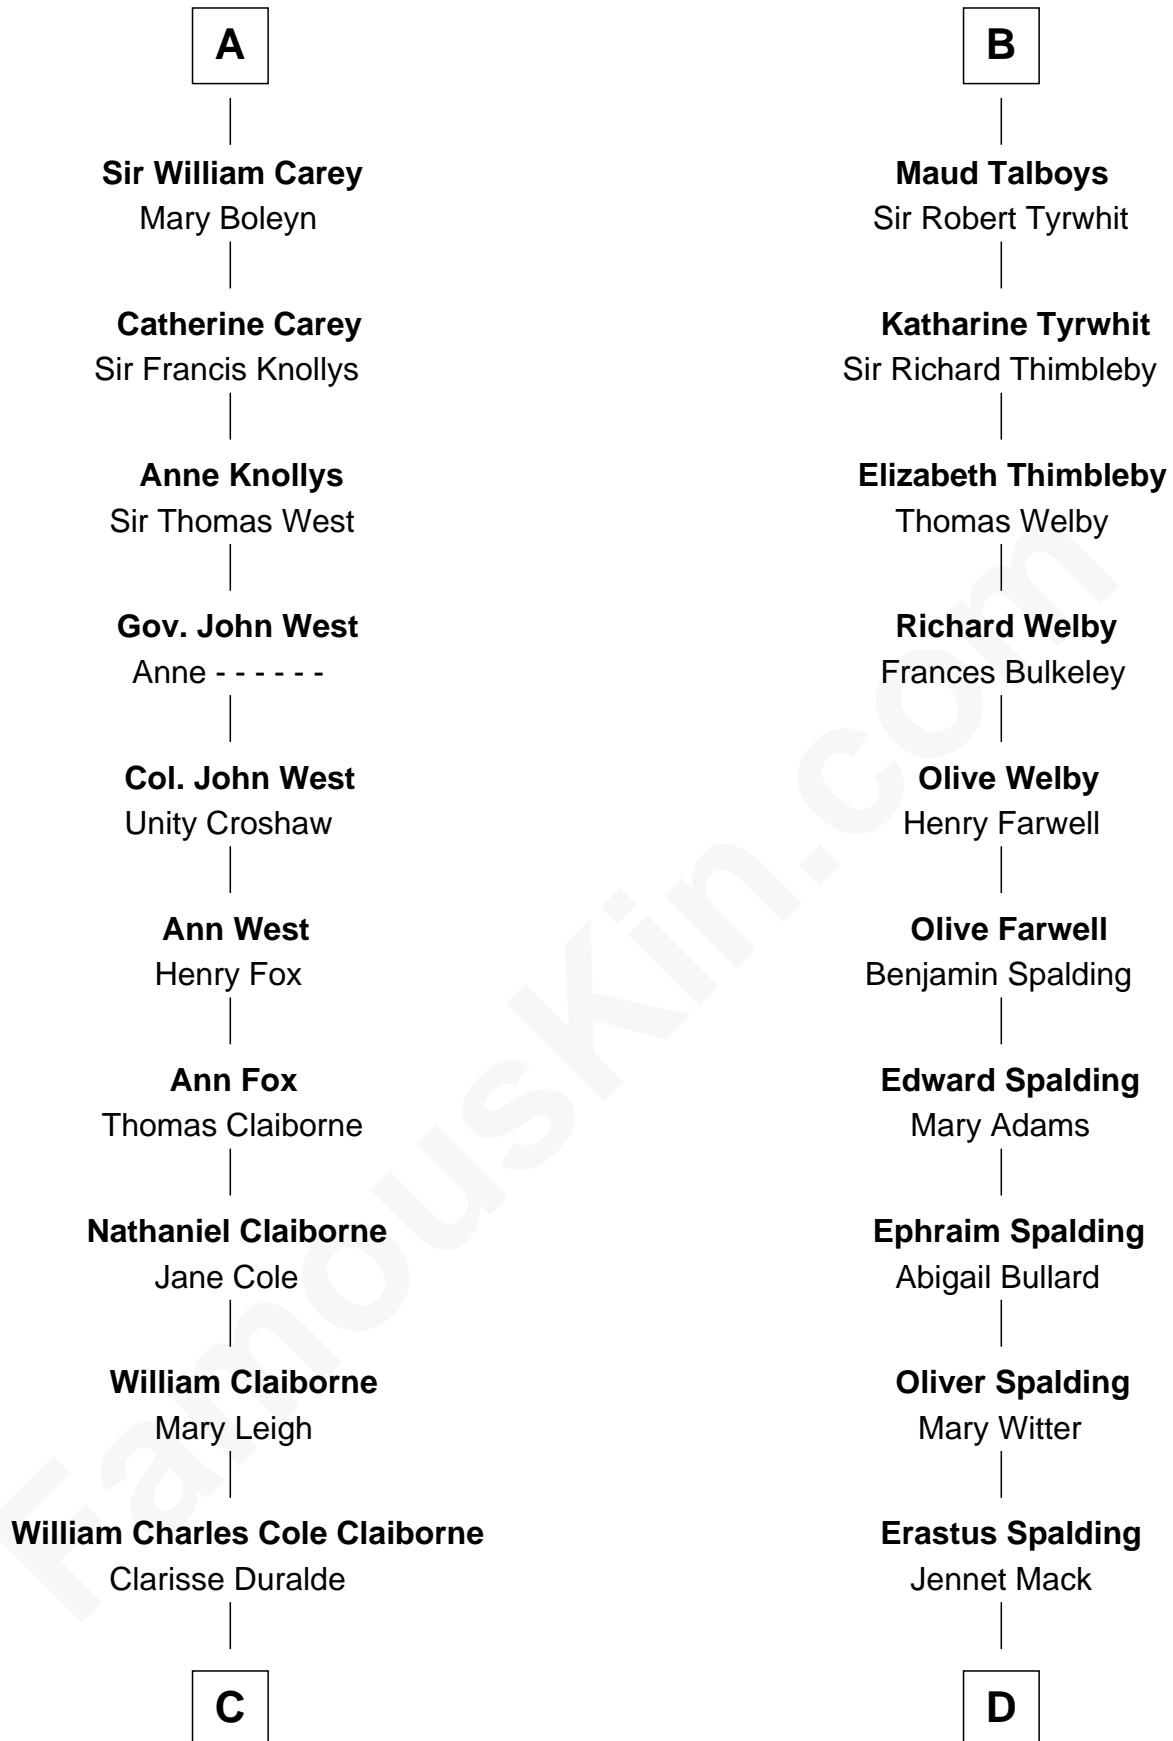 A
Sir William Carey
Mary Boleyn
Catherine Carey
Sir Francis Knollys
Anne Knollys
Sir Thomas West
Gov. John West
Anne - - - - - -
Col. John West
Unity Croshaw
Ann West
Henry Fox
Ann Fox
Thomas Claiborne
Nathaniel Claiborne
Jane Cole
William Claiborne
Mary Leigh
William Charles Cole Claiborne
Clarisse Duralde
C
B
Maud Talboys
Sir Robert Tyrwhit
Katharine Tyrwhit
Sir Richard Thimbleby
Elizabeth Thimbleby
Thomas Welby
Richard Welby
Frances Bulkeley
Olive Welby
Henry Farwell
Olive Farwell
Benjamin Spalding
Edward Spalding
Mary Adams
Ephraim Spalding
Abigail Bullard
Oliver Spalding
Mary Witter
Erastus Spalding
Jennet Mack
D
FamousKin.com